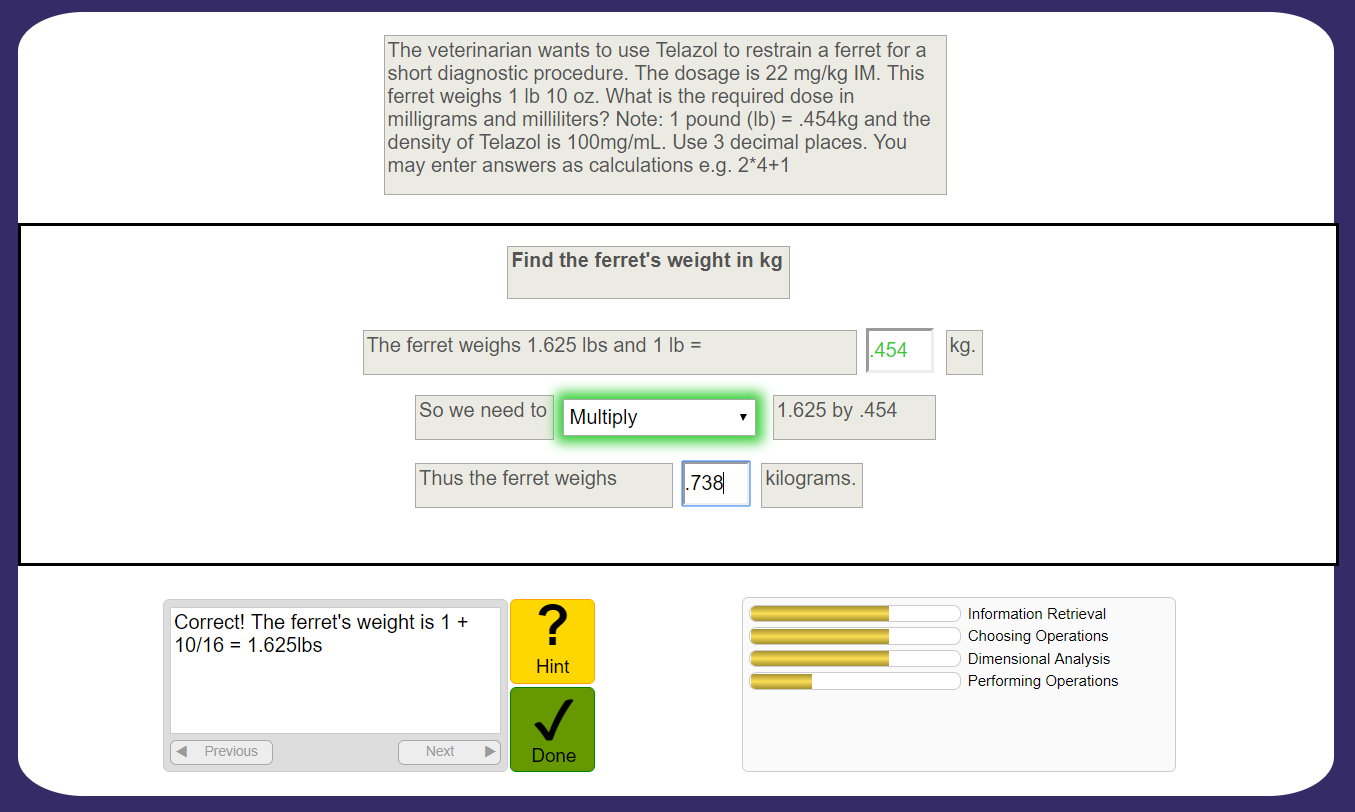 The veterinarian wants to use Telazol to restrain a ferret for a
short diagnostic procedure. The dosage is 22 mg/kg IM. This
ferret weighs 1 lb 10 oz. What is the required dose in
milligrams and milliliters? Note: 1 pound (lb) = .454kg and the
density of Telazol is 100mg/mL. Use 3 decimal places. You
may enter answers as calculations e.g. 2*4+1
Find the ferret's weight in kg
The ferret weighs 1.625 lbs and 1 lb = .454 kg.
So we need to Multiply 1.625 by .454
Thus the ferret weighs .738 kilograms.
Correct! The ferret's weight is 1 +
10/16 = 1.625lbs
Previous Next
? Hint
Done
Information Retrieval
Choosing Operations
Dimensional Analysis
Performing Operations